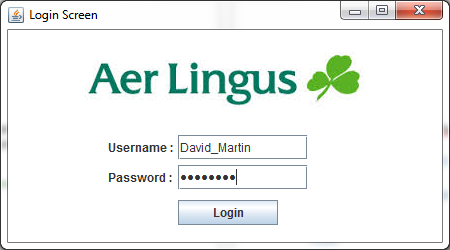 Login Screen
Aer Lingus
Username : David_Martin
Password : ••••••••
Login